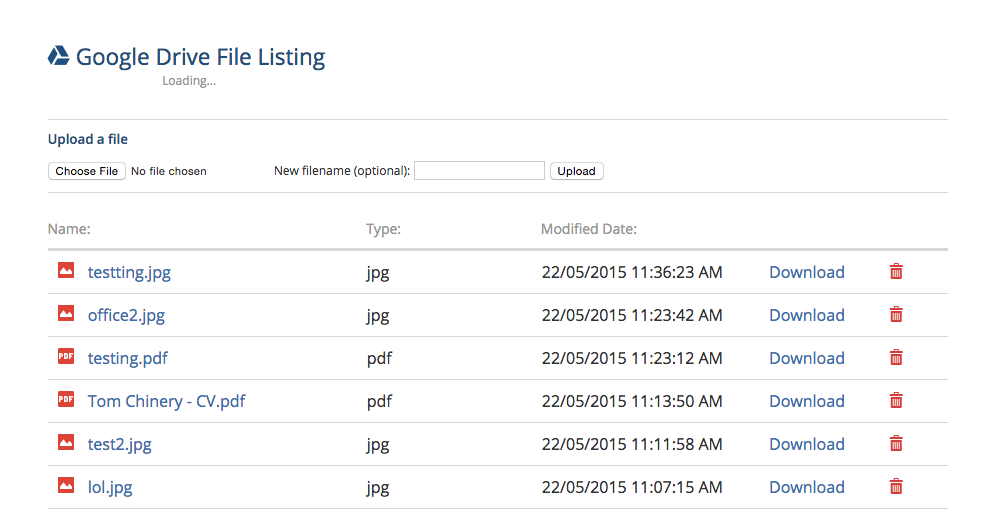 Google Drive File Listing
Loading...
Upload a file
Choose File No file chosen New filename (optional): Upload
Name: Type: Modified Date:
testting.jpg jpg 22/05/2015 11:36:23 AM Download
office2.jpg jpg 22/05/2015 11:23:42 AM Download
PDF testing.pdf pdf 22/05/2015 11:23:12 AM Download
PDF Tom Chinery - CV.pdf pdf 22/05/2015 11:13:50 AM Download
test2.jpg jpg 22/05/2015 11:11:58 AM Download
lol.jpg jpg 22/05/2015 11:07:15 AM Download